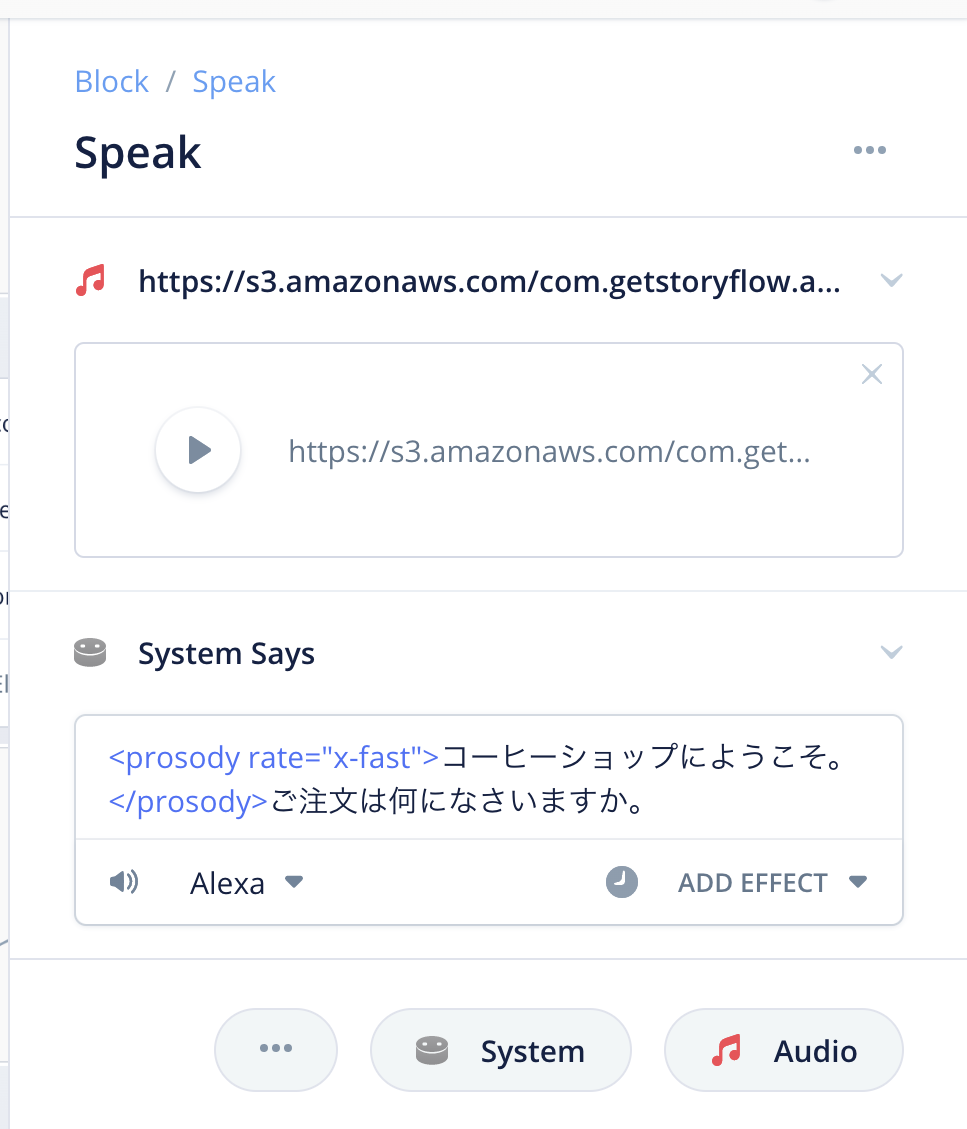 Block / Speak
Speak
https://s3.amazonaws.com/com.getstoryflow.a...
https://s3.amazonaws.com/com.get...
System Says
<prosody rate="x-fast">コーヒーショップにようこそ。
</prosody>ご注文は何になさいますか。
Alexa
ADD EFFECT
System
Audio